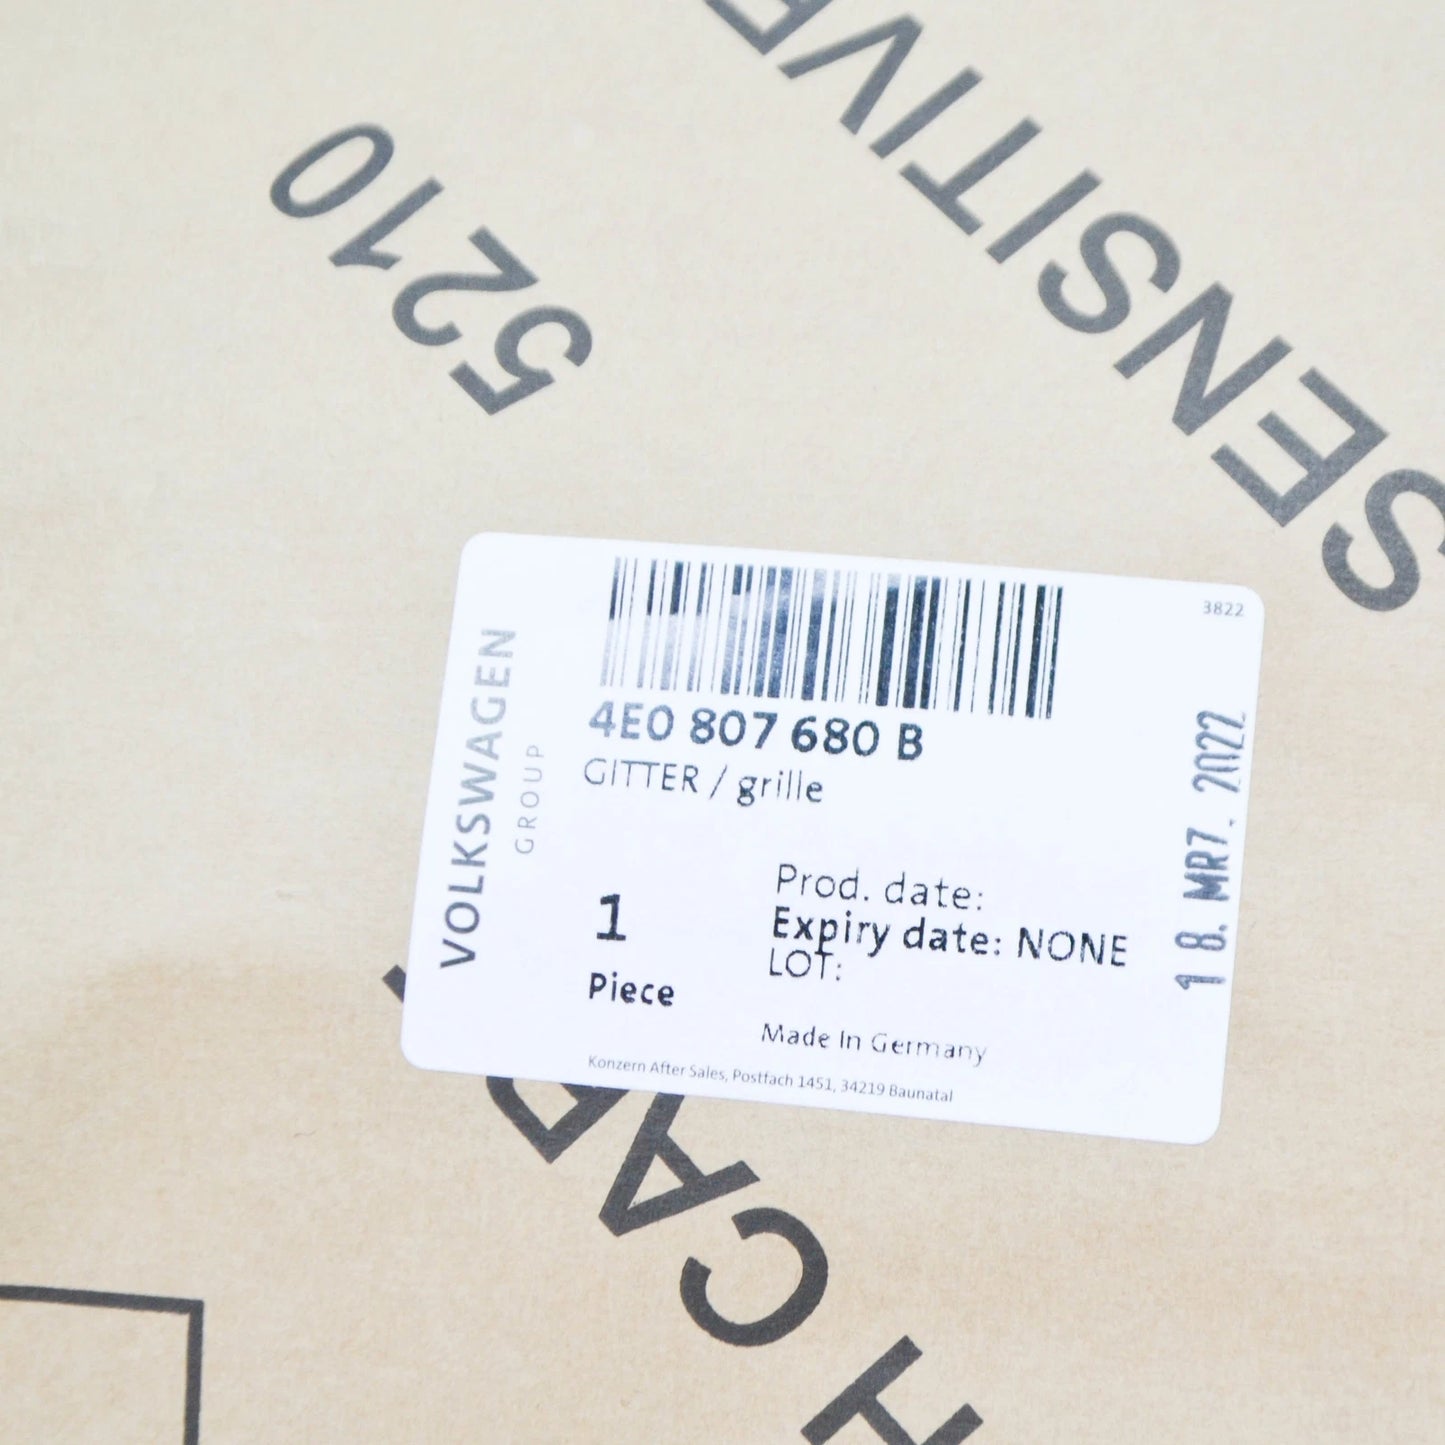 SENSITIVE
5210
3822
VOLKSWAGEN
GROUP
4E0 807 680 B
GITTER / grille
1
Piece
Prod. date:
Expiry date: NONE
LOT:
Made In Germany
Konzern After Sales, Postfach 1451, 34219 Baunatal
18. MRZ. 2022